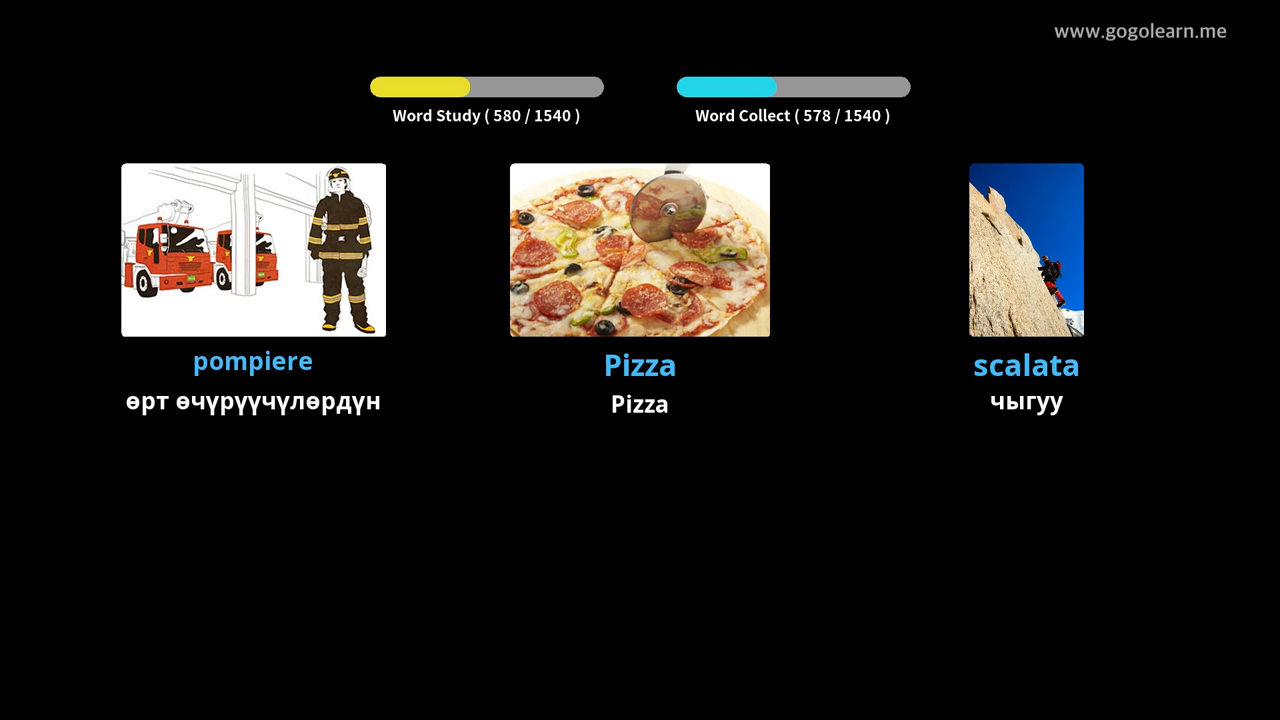 www.gogolearn.me
Word Study ( 580 / 1540 )
Word Collect ( 578 / 1540 )
pompiere
Pizza
scalata
өрт өчүрүүчүлөрдүн
Pizza
чыгуу